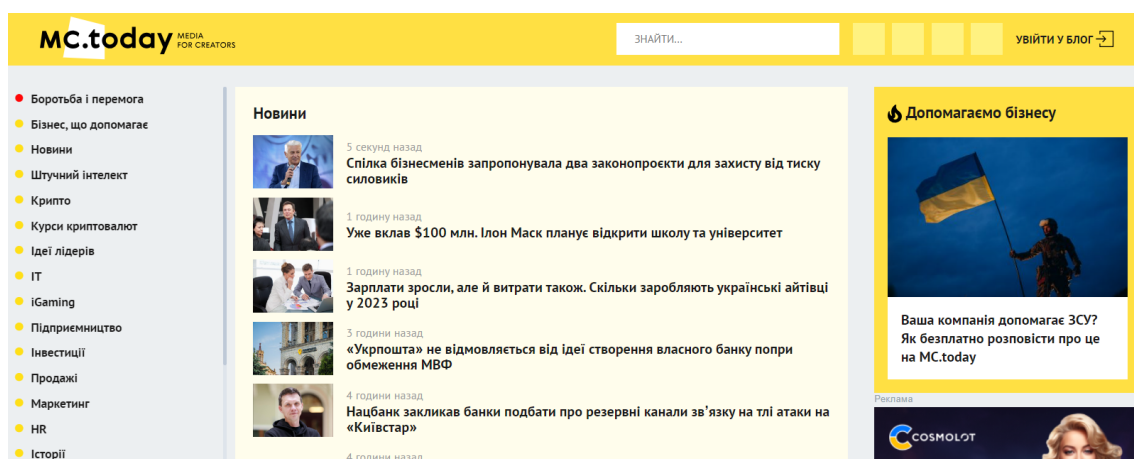 MC.today MEDIA
FOR CREATORS
ЗНАЙТИ...
УВІЙТИ У БЛОГ
Боротьба і перемога
Бізнес, що допомагає
Новини
Штучний інтелект
Крипто
Курси криптовалют
Ідеї лідерів
IT
iGaming
Підприємництво
Інвестиції
Продажі
Маркетинг
HR
Історії
Новини
5 секунд назад
Спілка бізнесменів запропонувала два законопроєкти для захисту від тиску
силовиків
1 годину назад
Уже вклав $100 млн. Ілон Маск планує відкрити школу та університет
1 годину назад
Зарплати зросли, але й витрати також. Скільки заробляють українські айтівці
у 2023 році
3 години назад
«Укрпошта» не відмовляється від ідеї створення власного банку попри
обмеження МВФ
4 години назад
Нацбанк закликав банки подбати про резервні канали зв’язку на тлі атаки на
«Київстар»
4 години назад
Допомагаємо бізнесу
Ваша компанія допомагає ЗСУ?
Як безплатно розповісти про це
на MC.today
Реклама
COSMOLOT